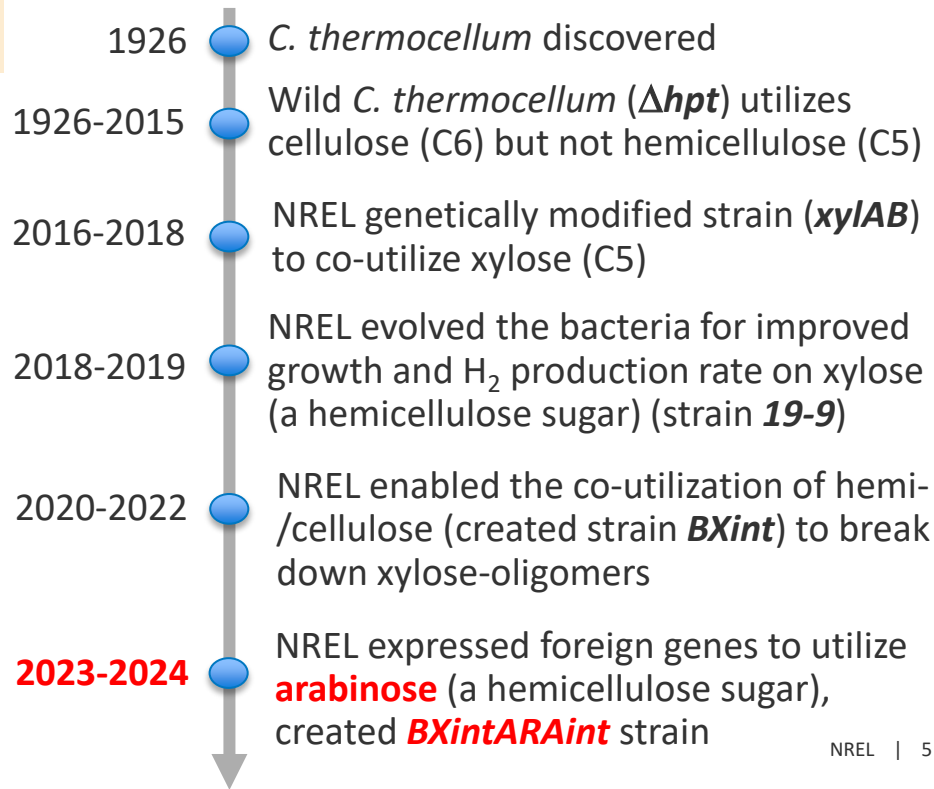 1926 C. thermocellum discovered
1926-2015 Wild C. thermocellum (Δhpt) utilizes
cellulose (C6) but not hemicellulose (C5)
2016-2018 NREL genetically modified strain (xylAB)
to co-utilize xylose (C5)
NREL evolved the bacteria for improved
2018-2019 growth and H₂ production rate on xylose
(a hemicellulose sugar) (strain 19-9)
NREL enabled the co-utilization of hemi-
2020-2022 /cellulose (created strain BXint) to break
down xylose-oligomers
NREL expressed foreign genes to utilize
2023-2024 arabinose (a hemicellulose sugar),
created BXintARAint strain
NREL | 5